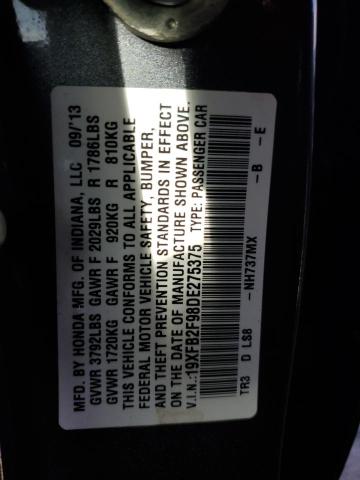 MFD. BY HONDA MFG. OF INDIANA, LLC 09/'13
GVWR 3792LBS GAWR F 2029LBS R 1786LBS
GVWR 1720KG GAWR F 920KG R 810KG
THIS VEHICLE CONFORMS TO ALL APPLICABLE
FEDERAL MOTOR VEHICLE SAFETY, BUMPER,
AND THEFT PREVENTION STANDARDS IN EFFECT
ON THE DATE OF MANUFACTURE SHOWN ABOVE.
V.I.N.:19XFB2F98DE275375 TYPE: PASSENGER CAR
TR3 D LS8 -NH737MX -B -E